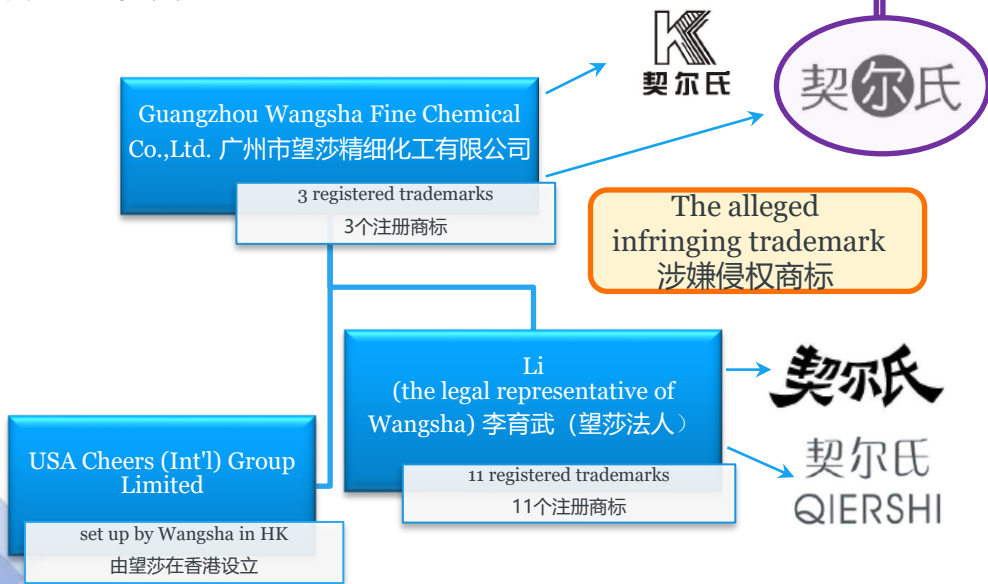 契尔氏
契尔氏
Guangzhou Wangsha Fine Chemical
Co.,Ltd. 广州市望莎精细化工有限公司
3 registered trademarks
3个注册商标
The alleged
infringing trademark
涉嫌侵权商标
Li
(the legal representative of
Wangsha) 李育武（望莎法人）
11 registered trademarks
11个注册商标
契尔氏
契尔氏
QIERSHI
USA Cheers (Int'l) Group
Limited
set up by Wangsha in HK
由望莎在香港设立